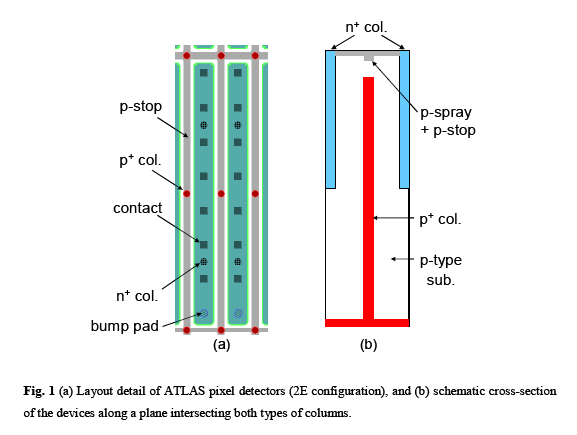 n+ col.
p-stop
p+ col.
contact
n+ col.
bump pad
(a)
p-spray
+ p-stop
p+ col.
p-type
sub.
(b)
Fig. 1 (a) Layout detail of ATLAS pixel detectors (2E configuration), and (b) schematic cross-section
of the devices along a plane intersecting both types of columns.